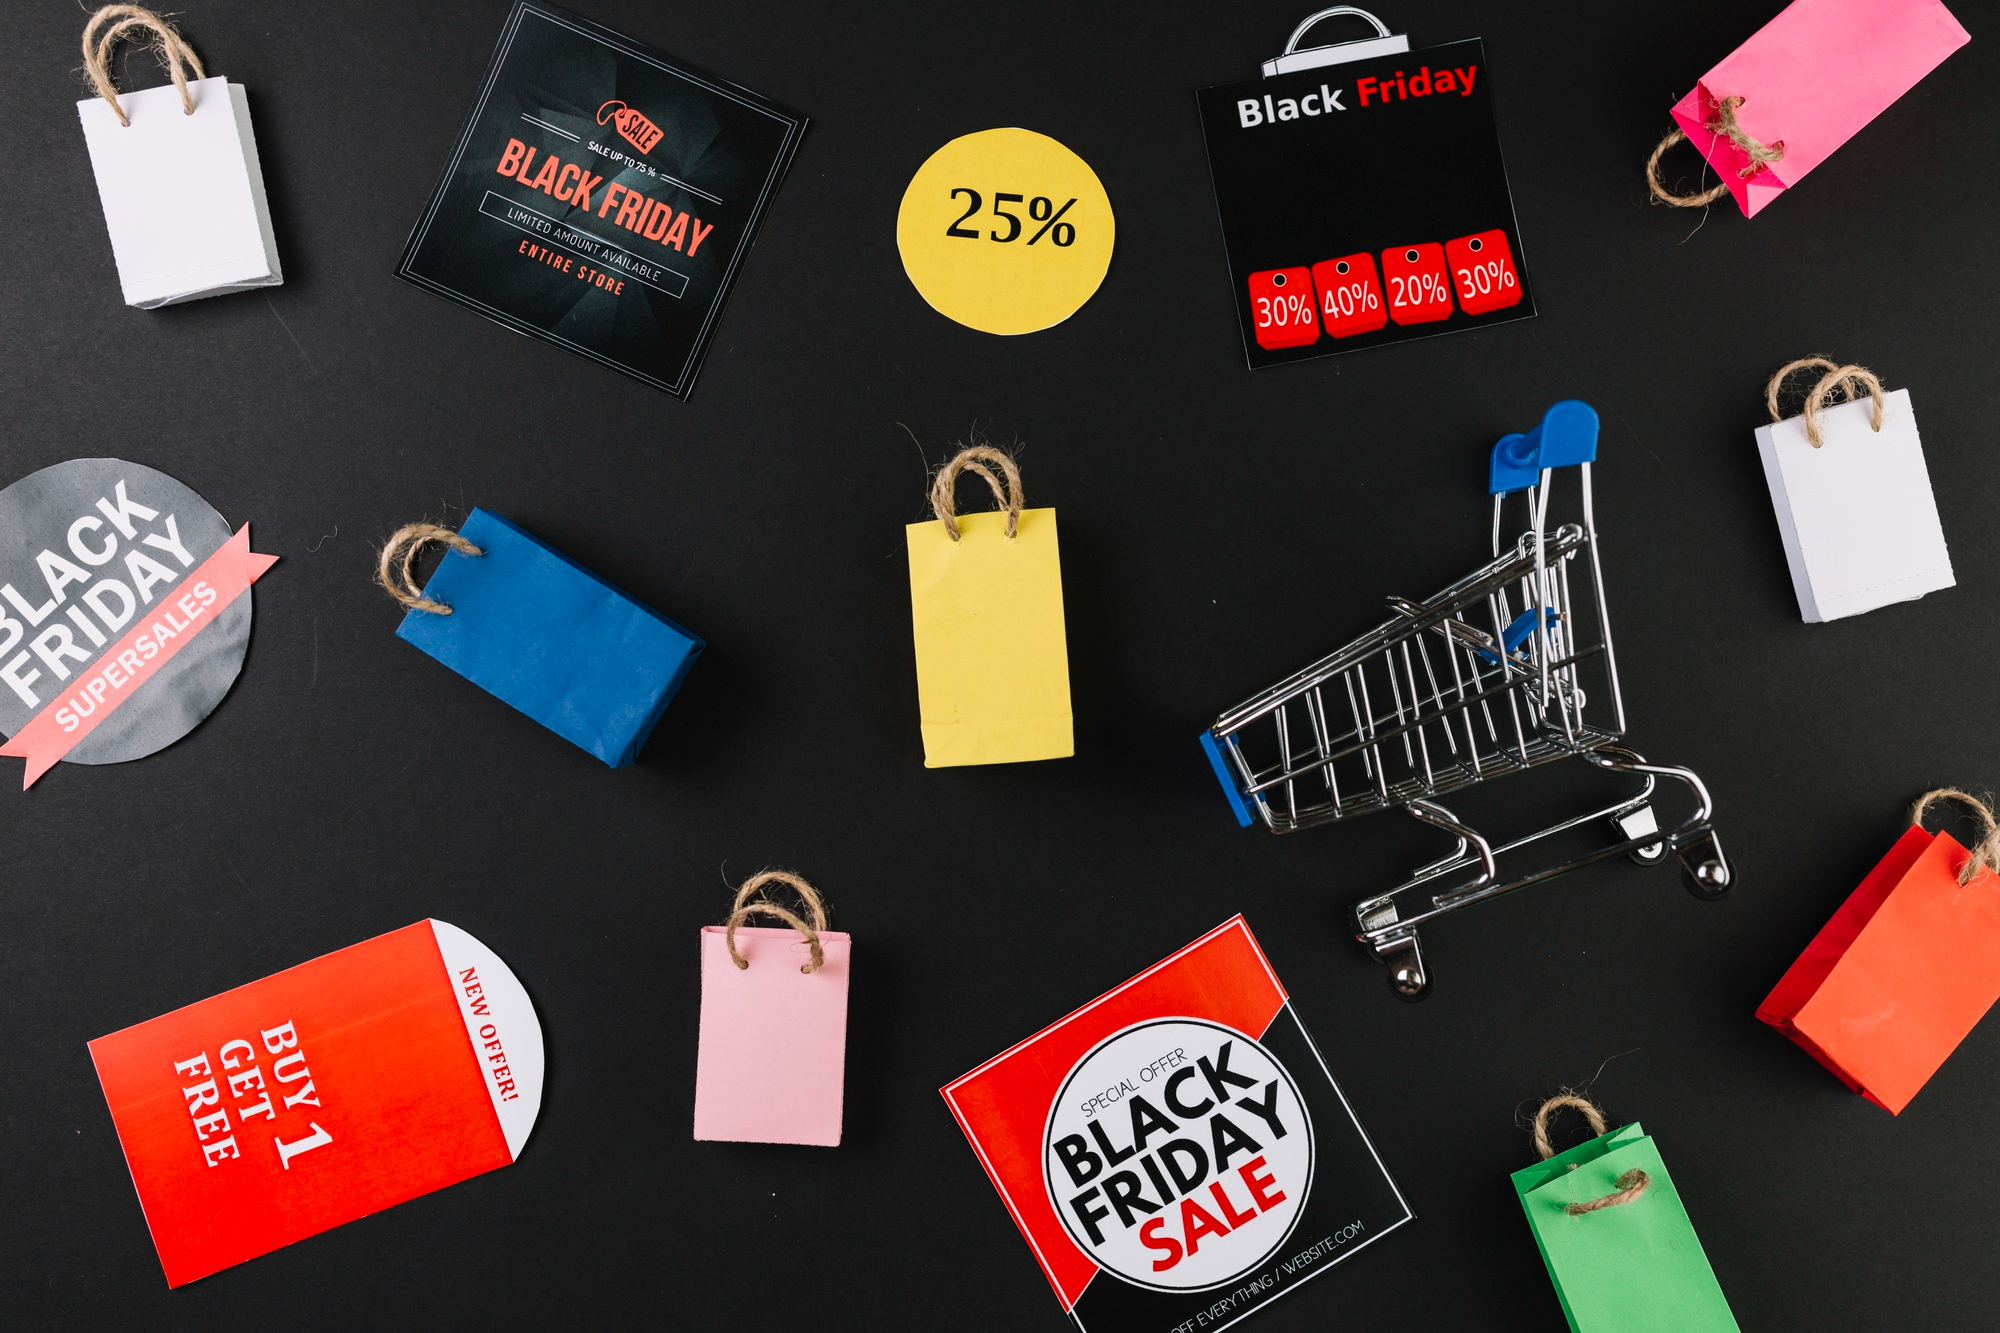 SALE
SALE UP TO 75 %
BLACK FRIDAY
LIMITED AMOUNT AVAILABLE
ENTIRE STORE
25%
Black Friday
30% 40% 20% 30%
BLACK
FRIDAY
SUPERSALES
NEW OFFER!
BUY 1
GET
FREE
SPECIAL OFFER
BLACK
FRIDAY
SALE
OFF EVERYTHING / WEBSITE.COM